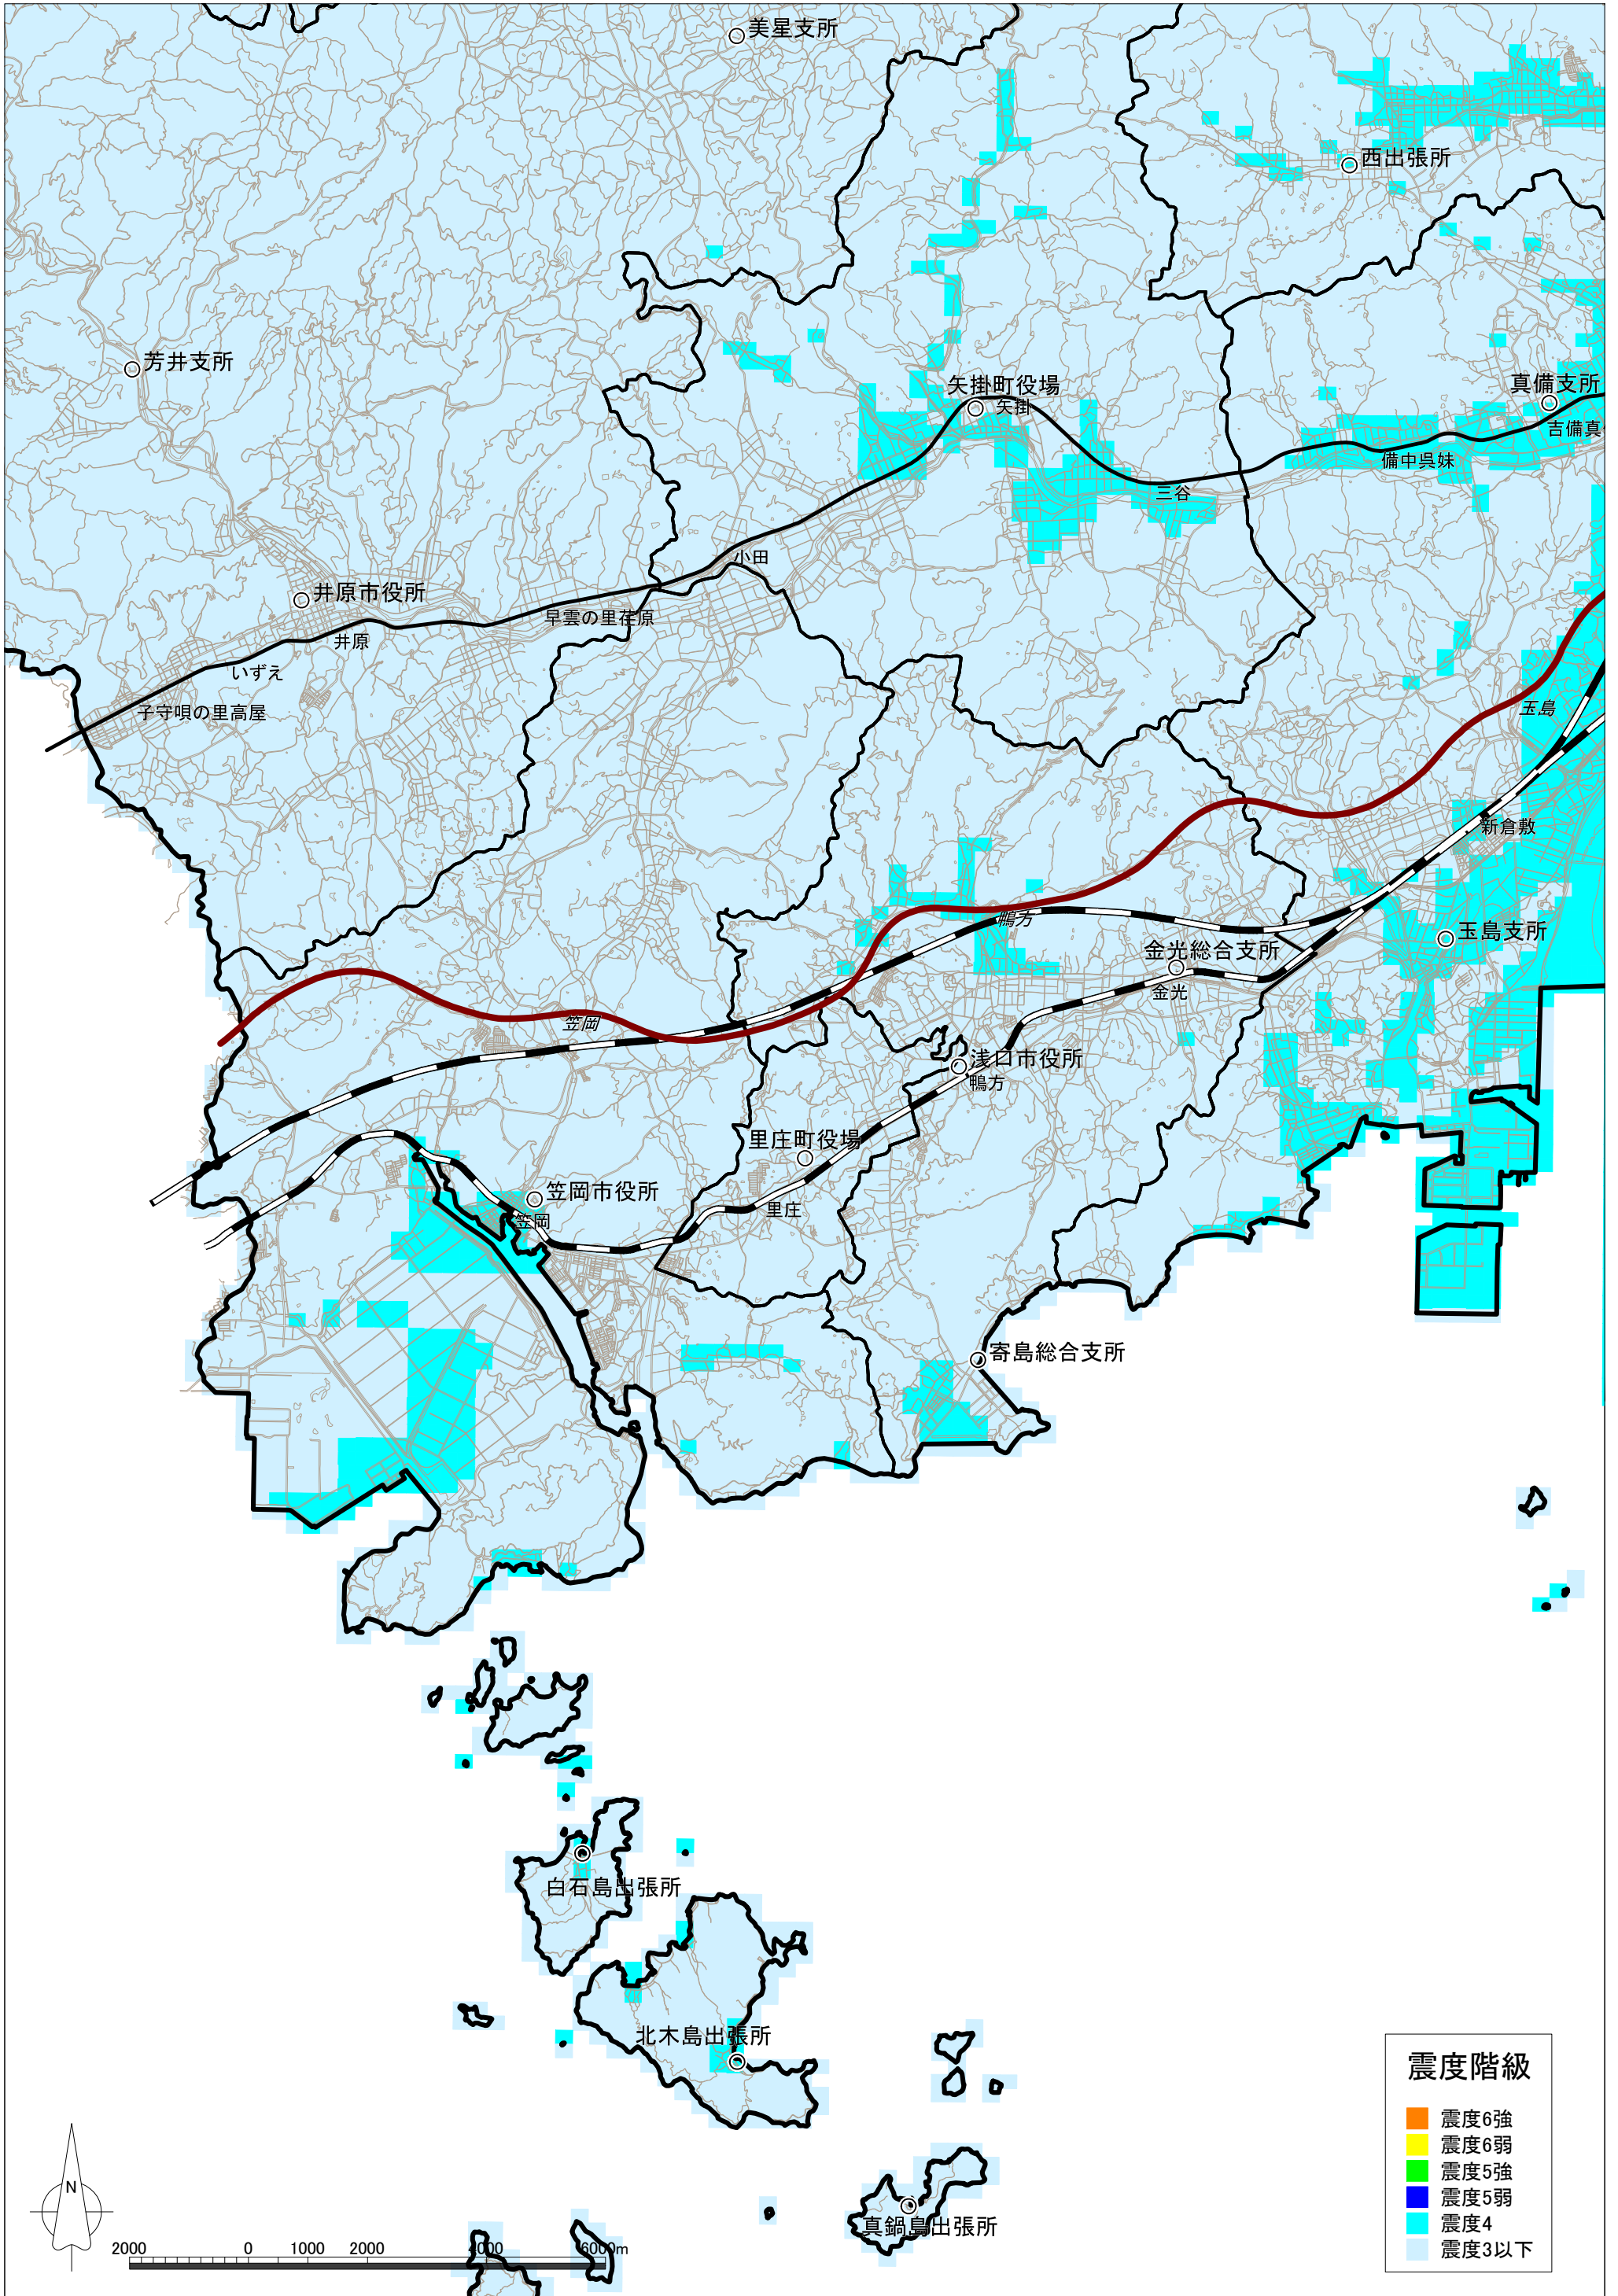 美星支所
西出張所
芳井支所
矢掛町役場
矢掛
真備支所
吉備真
備中呉妹
三谷
小田
井原市役所
早雲の里荏原
井原
いずえ
子守唄の里高屋
玉島
新倉敷
鴨方
玉島支所
金光総合支所
金光
笠岡
浅口市役所
鴨方
里庄町役場
笠岡市役所
里庄
笠岡
寄島総合支所
白石島出張所
北木島出張所
真鍋島出張所
震度階級
震度6強
震度6弱
震度5強
震度5弱
震度4
震度3以下
N
2000 0 1000 2000 4000 6000m